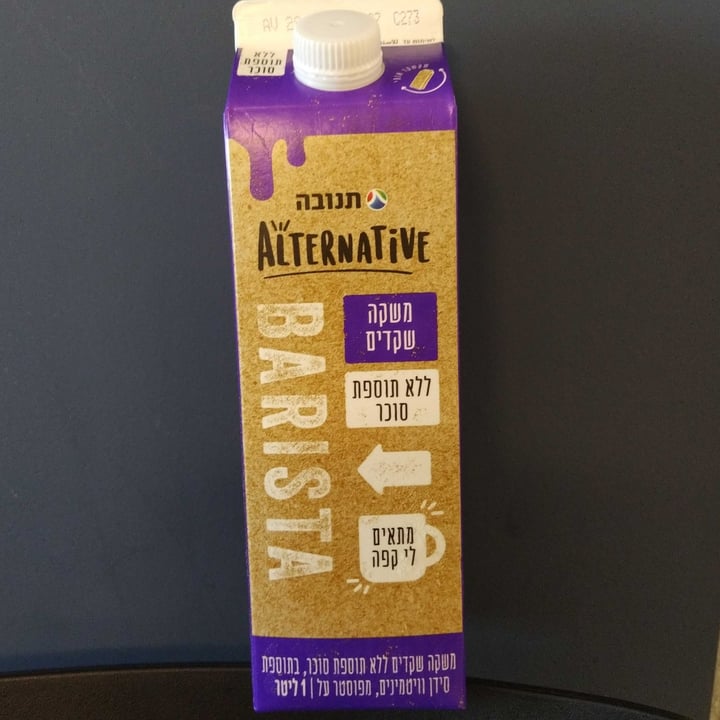 C273
ללא
תוספת
סוכר
תנובה
ALTERNATIVE
BARISTA
משקה
שקדים
ללא תוספת
סוכר
מתאים
לי קפה
משקה שקדים ללא תוספת סוכר, בתוספת
סידן וויטמינים, מפוסטר על | 1 ליטר